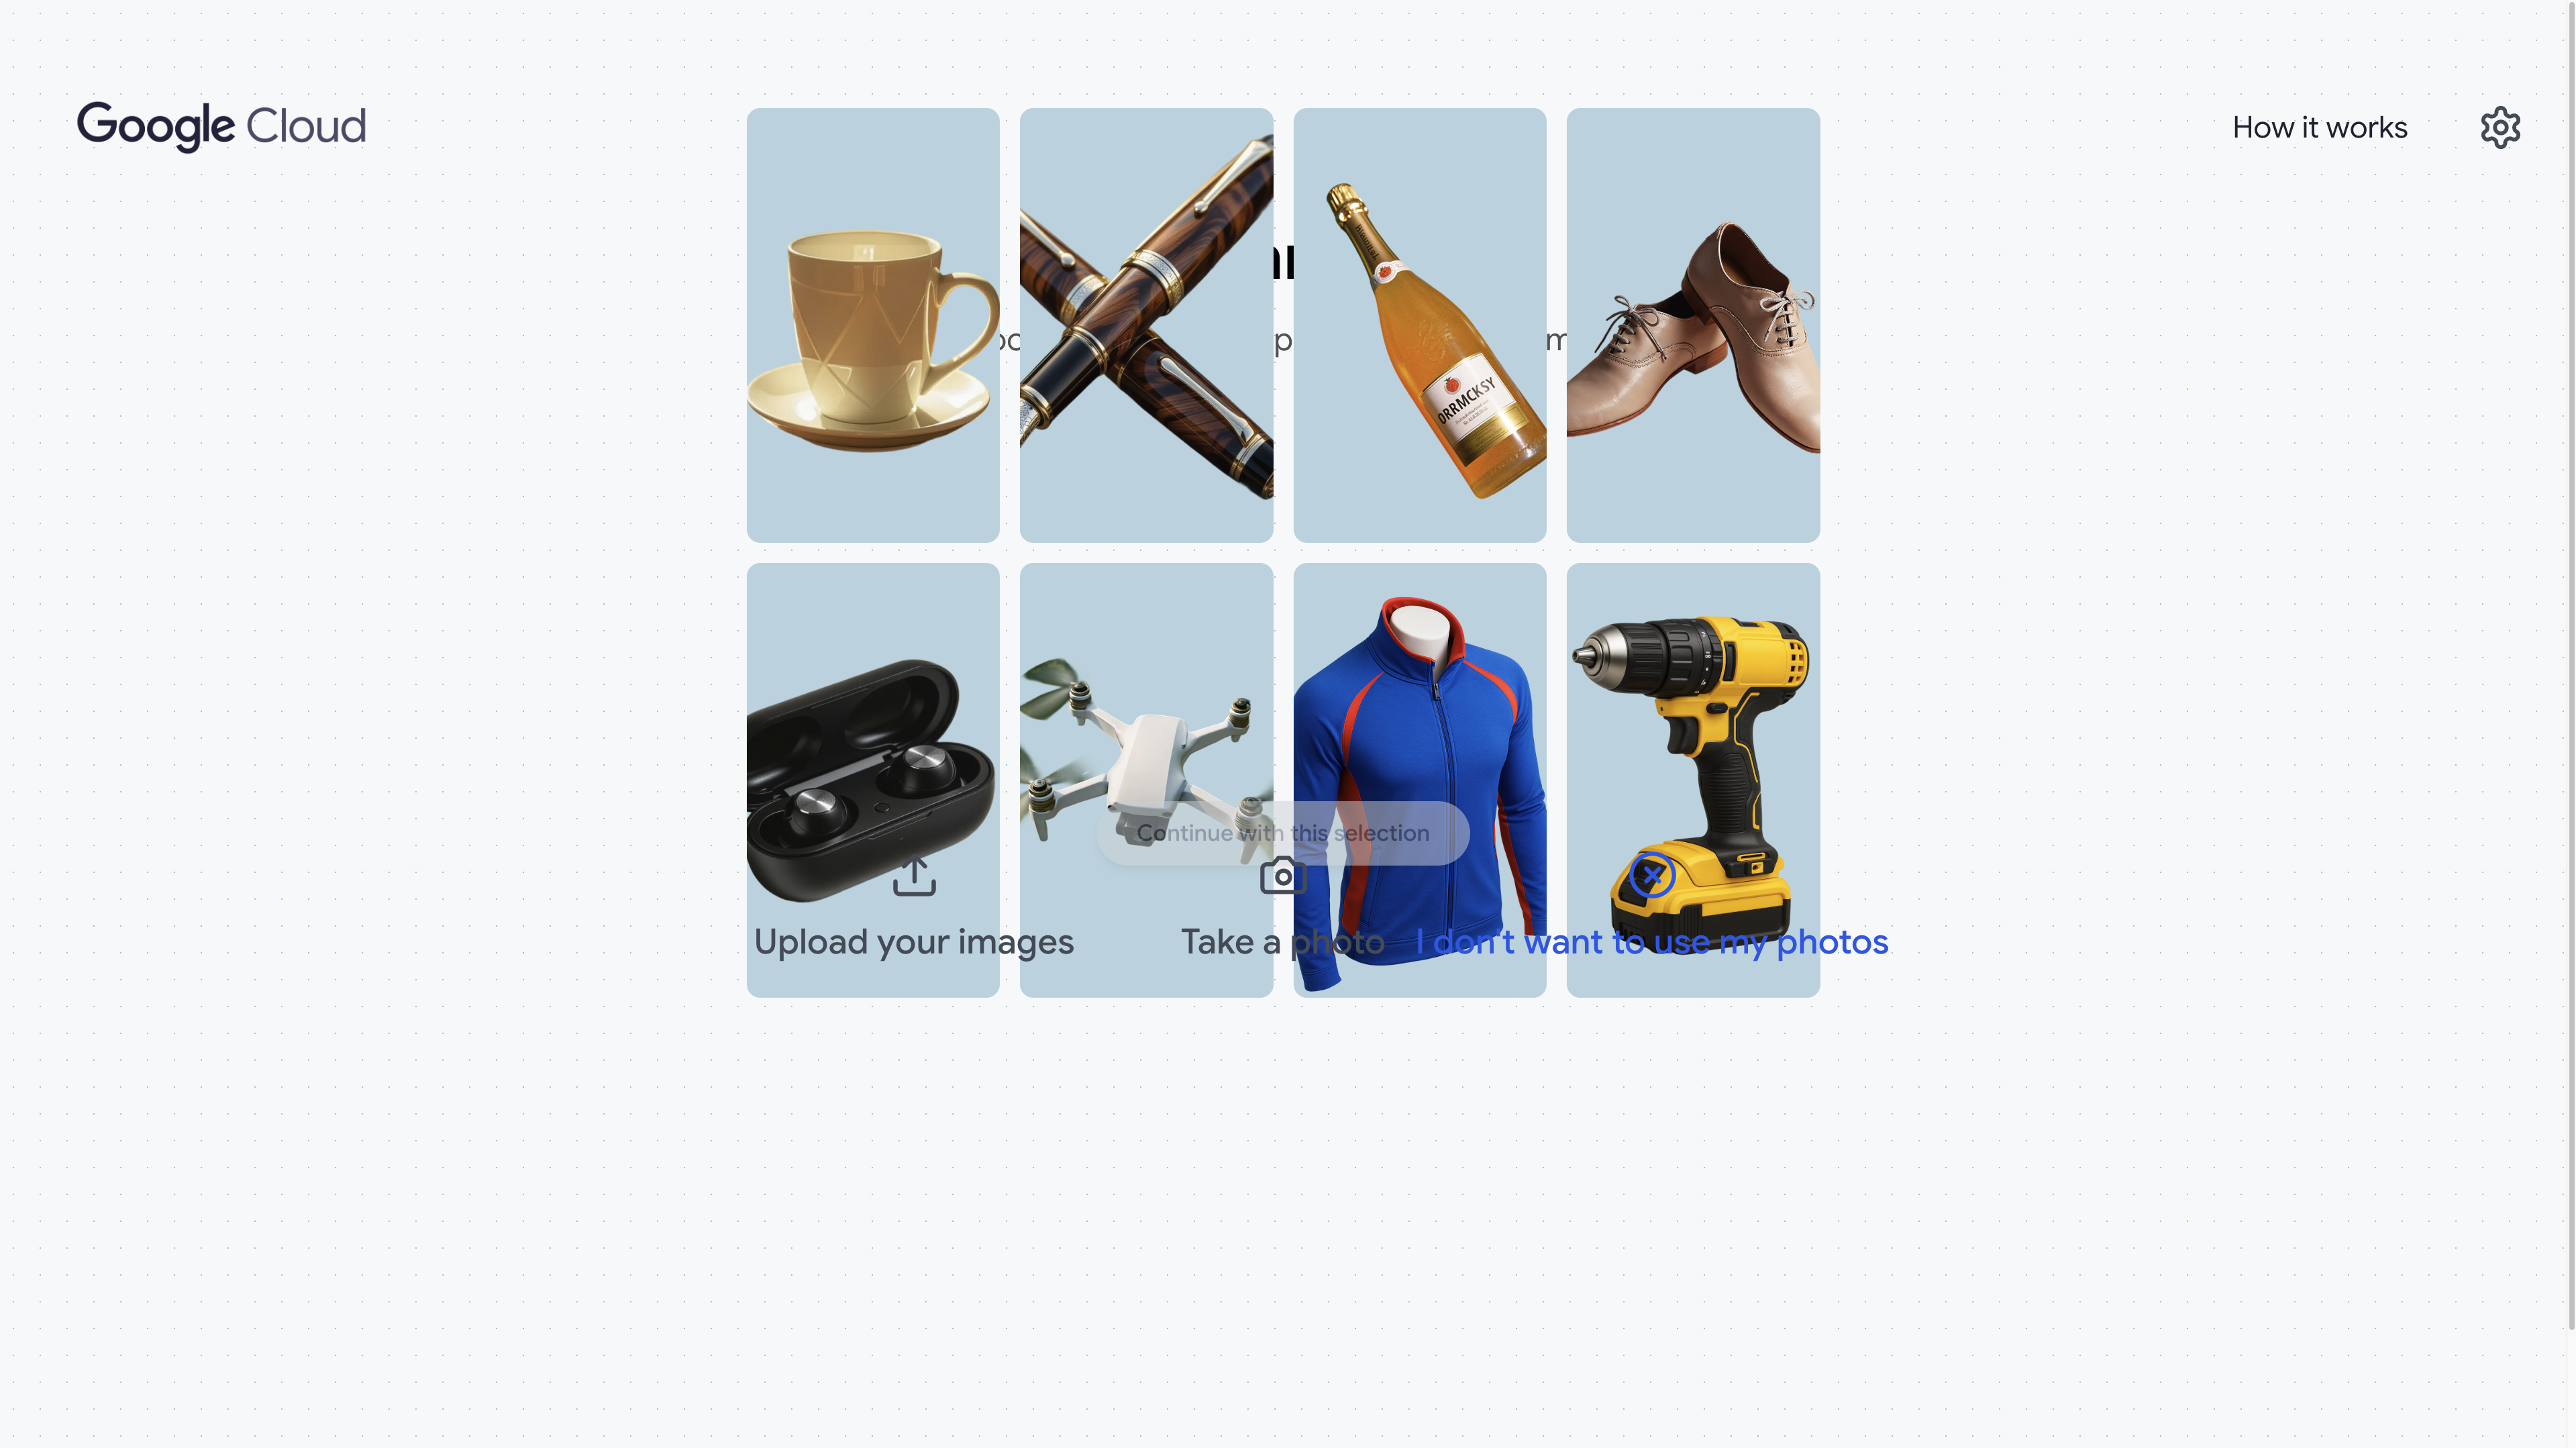 Google Cloud
How it works
ORRMCKSY
Continue with this selection
Upload your images
Take a photo
I don't want to use my photos